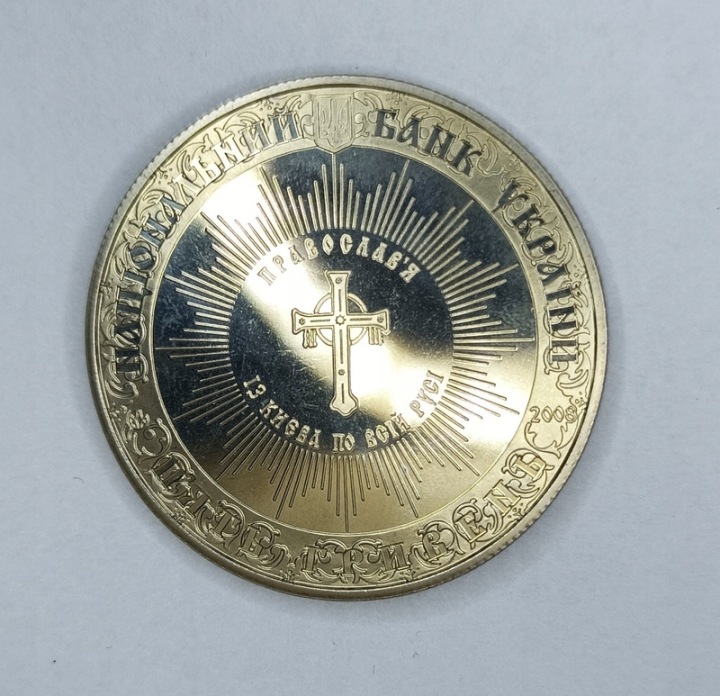 НАЦІОНАЛЬНИЙ БАНК УКРАЇНИ
ПРАВОСЛАВ'Я
ІЗ КИЄВА ПО ВСІЙ РУСІ
2008
П'ЯТЬ ГРИВЕНЬ